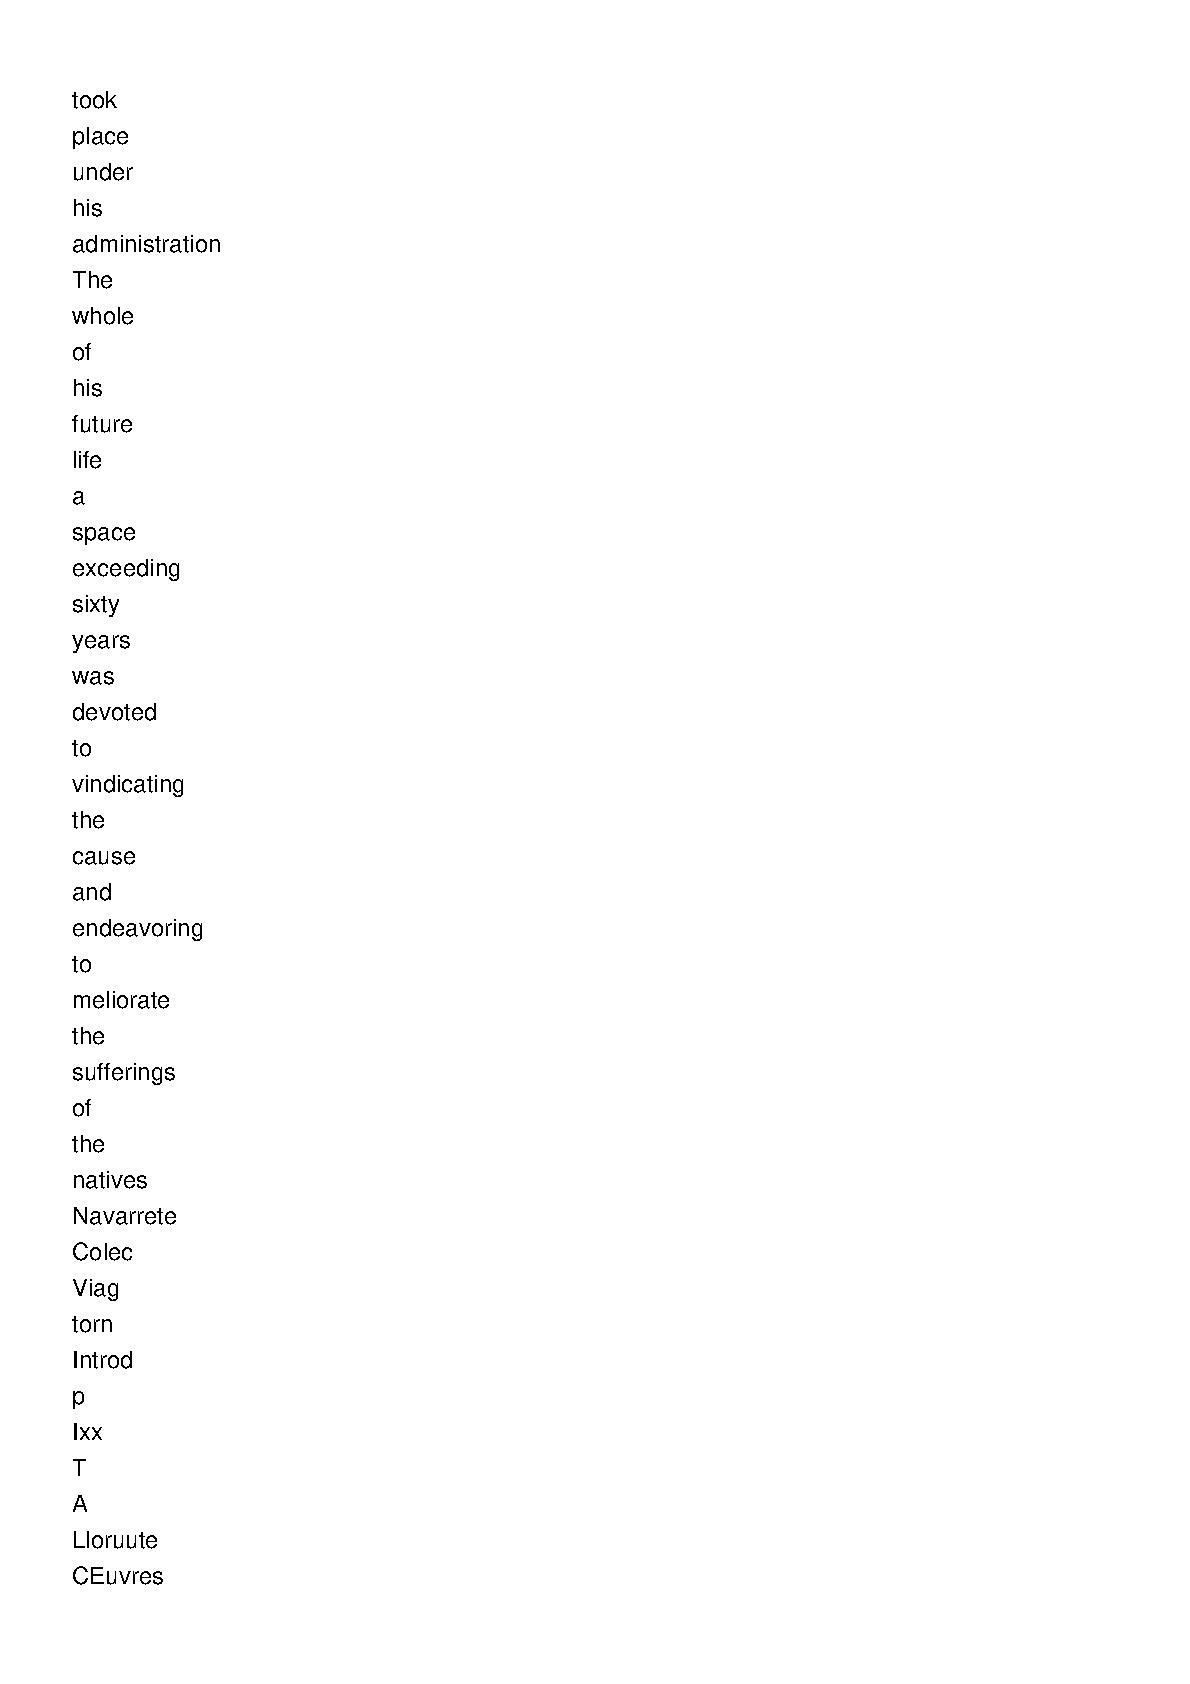 took
place
under
his
administration
The
whole
of
his
future
life
a
space
exceeding
sixty
years
was
devoted
to
vindicating
the
cause
and
endeavoring
to
meliorate
the
sufferings
of
the
natives
Navarrete
Colec
Viag
torn
Introd
p
Ixx
T
A
Lloruute
CEuvres